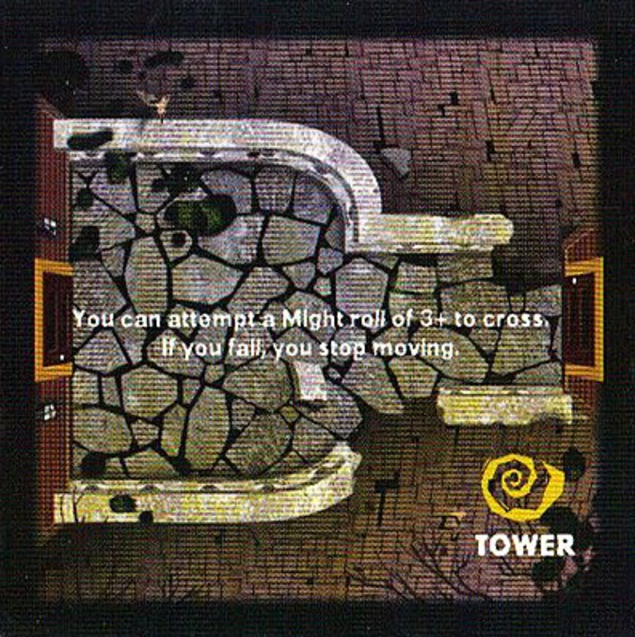 You can attempt a Might roll of 3+ to cross.
If you fail, you stop moving.
TOWER